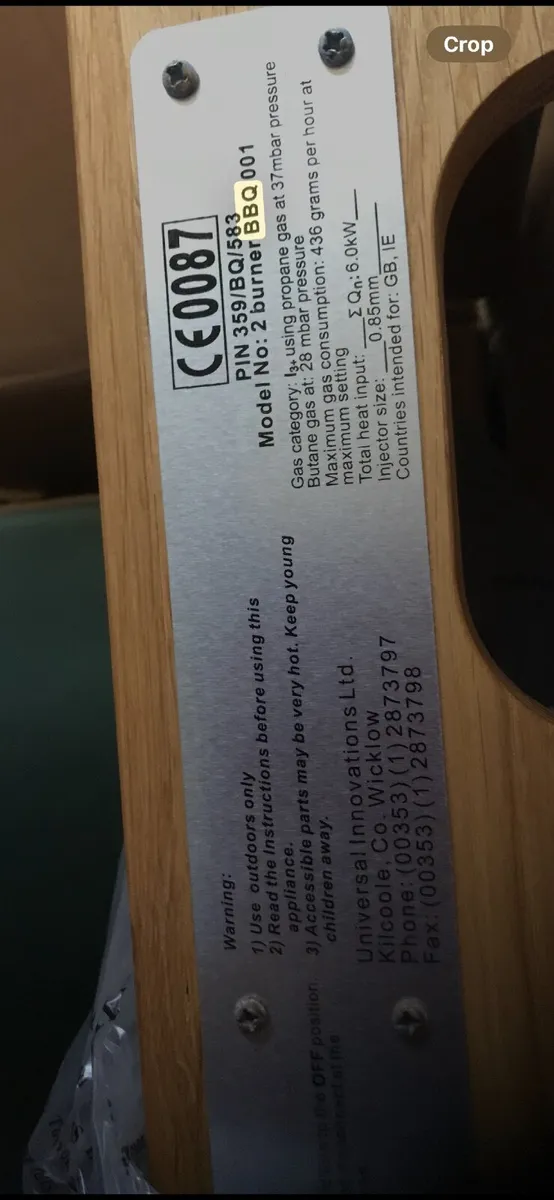 Crop
CE0087
PIN 359/BQ/583
Model No: 2 burner BBQ 001
Gas category: I3+ using propane gas at 37mbar pressure
Butane gas at: 28 mbar pressure
Maximum gas consumption: 436 grams per hour at
maximum setting
Total heat input: ΣQn: 6.0kW
Injector size: 0.85mm
Countries intended for: GB, IE
Warning:
1) Use outdoors only
2) Read the Instructions before using this
appliance.
3) Accessible parts may be very hot. Keep young
children away.
Universal Innovations Ltd.
Kilcoole, Co. Wicklow
Phone: (00353) (1) 2873797
Fax: (00353) (1) 2873798
the OFF position